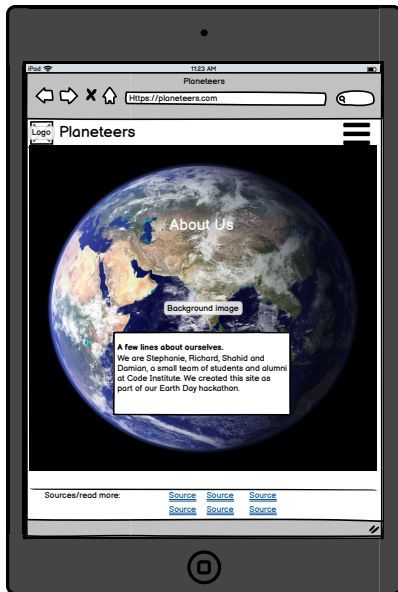 iPad 11:23 AM
Planeteers
Https://planeteers.com
Logo Planeteers
About Us
Background image
A few lines about ourselves.
We are Stephanie, Richard, Shahid and
Damian, a small team of students and alumni
at Code Institute. We created this site as
part of our Earth Day hackathon.
Sources/read more: Source Source Source
Source Source Source